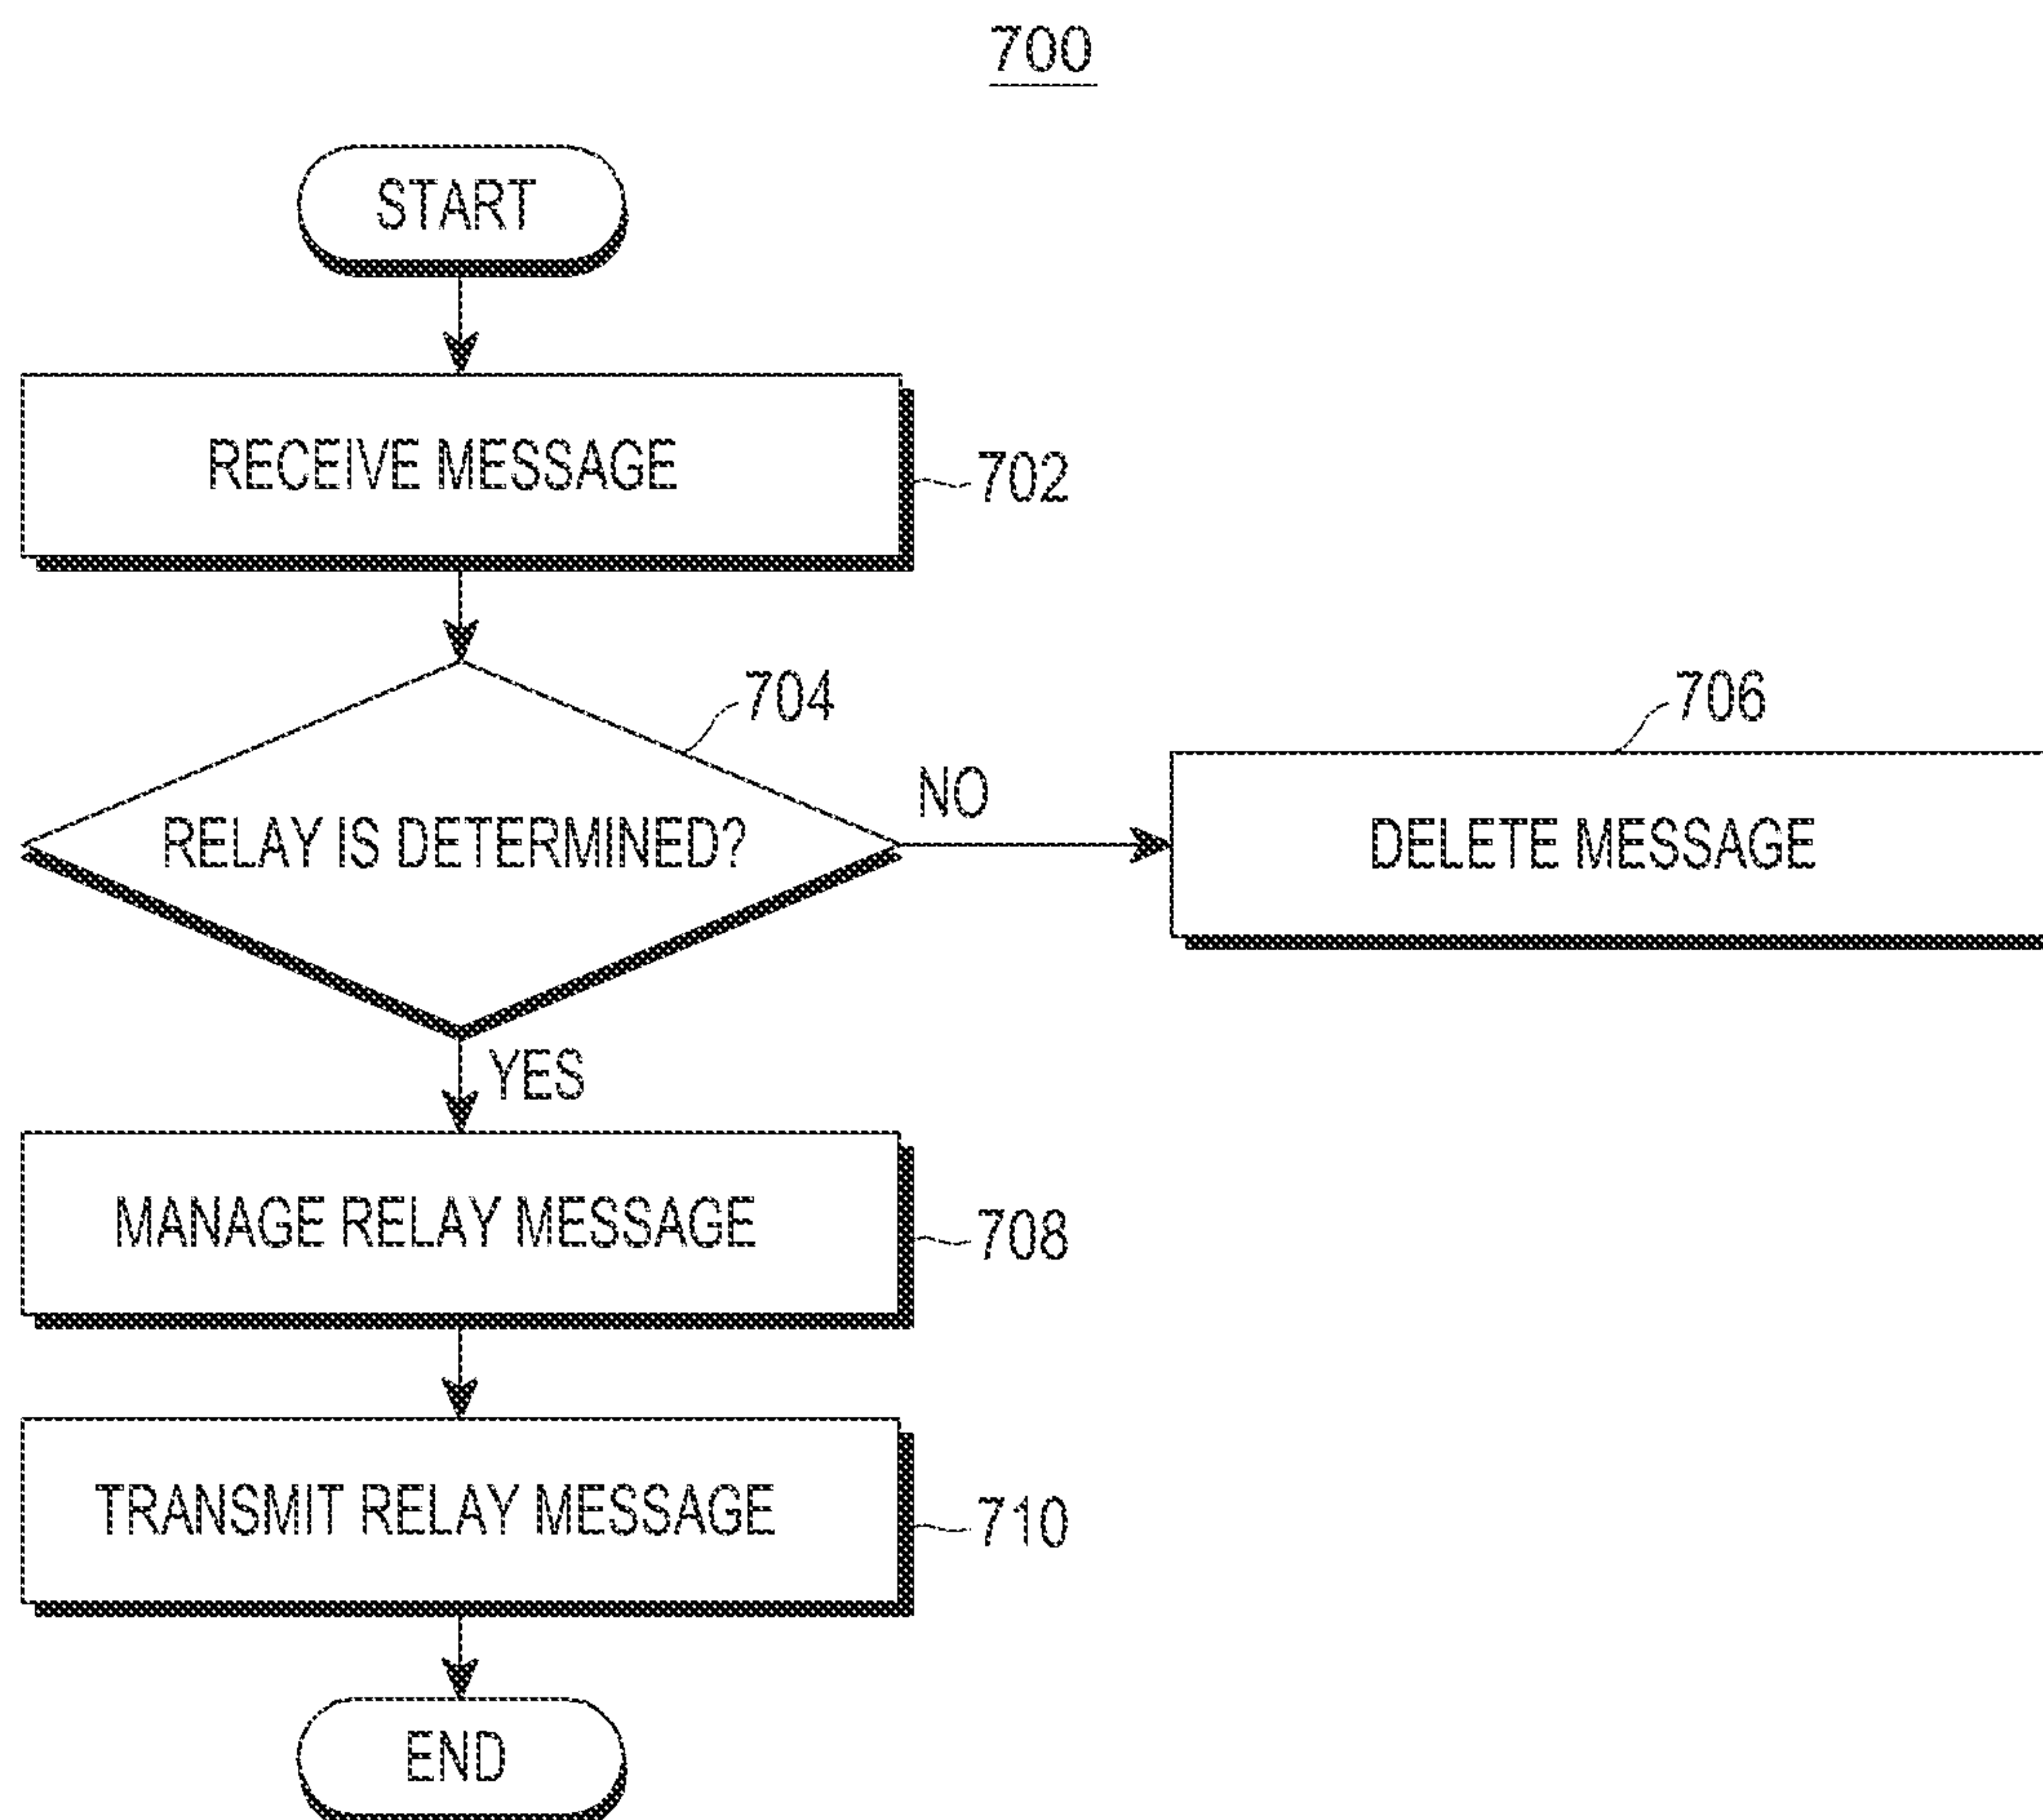 700
START
RECEIVE MESSAGE
702
704
706
RELAY IS DETERMINED?
NO
DELETE MESSAGE
YES
MANAGE RELAY MESSAGE
708
TRANSMIT RELAY MESSAGE
710
END